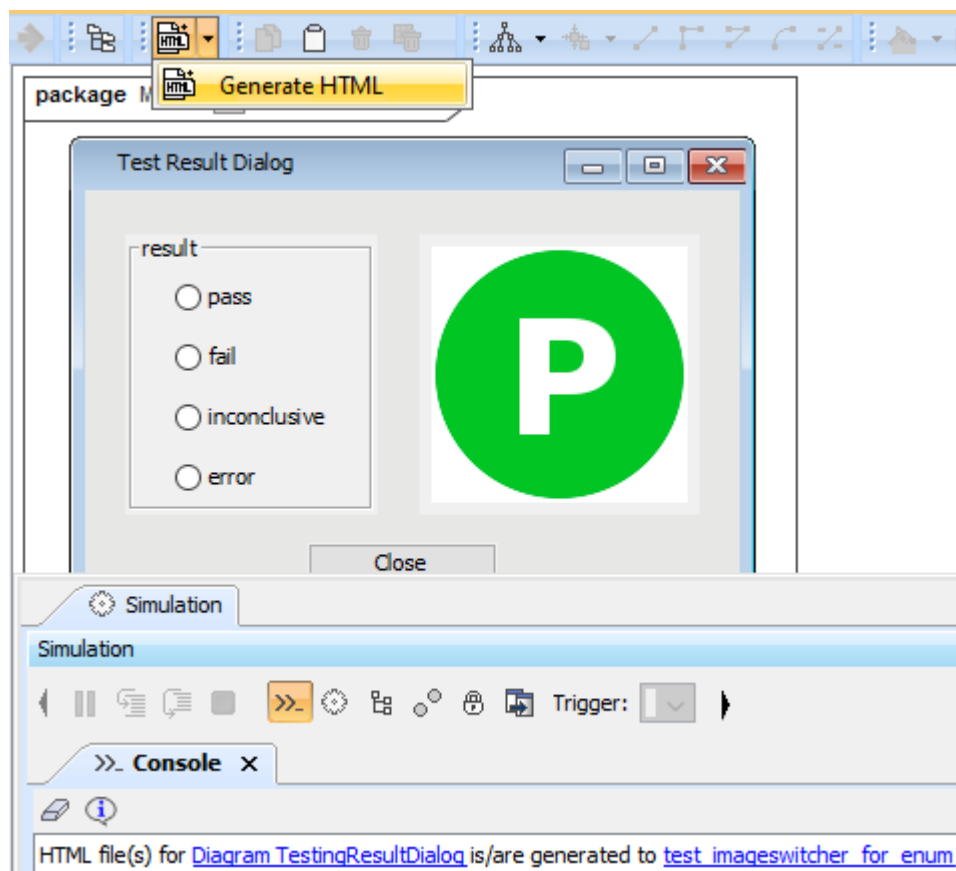 HTML
HTML Generate HTML
package M
Test Result Dialog
result
pass
fail
inconclusive
error
P
Close
Simulation
Simulation
Trigger:
Console
HTML file(s) for Diagram TestingResultDialog is/are generated to test_imageswitcher_for_enum